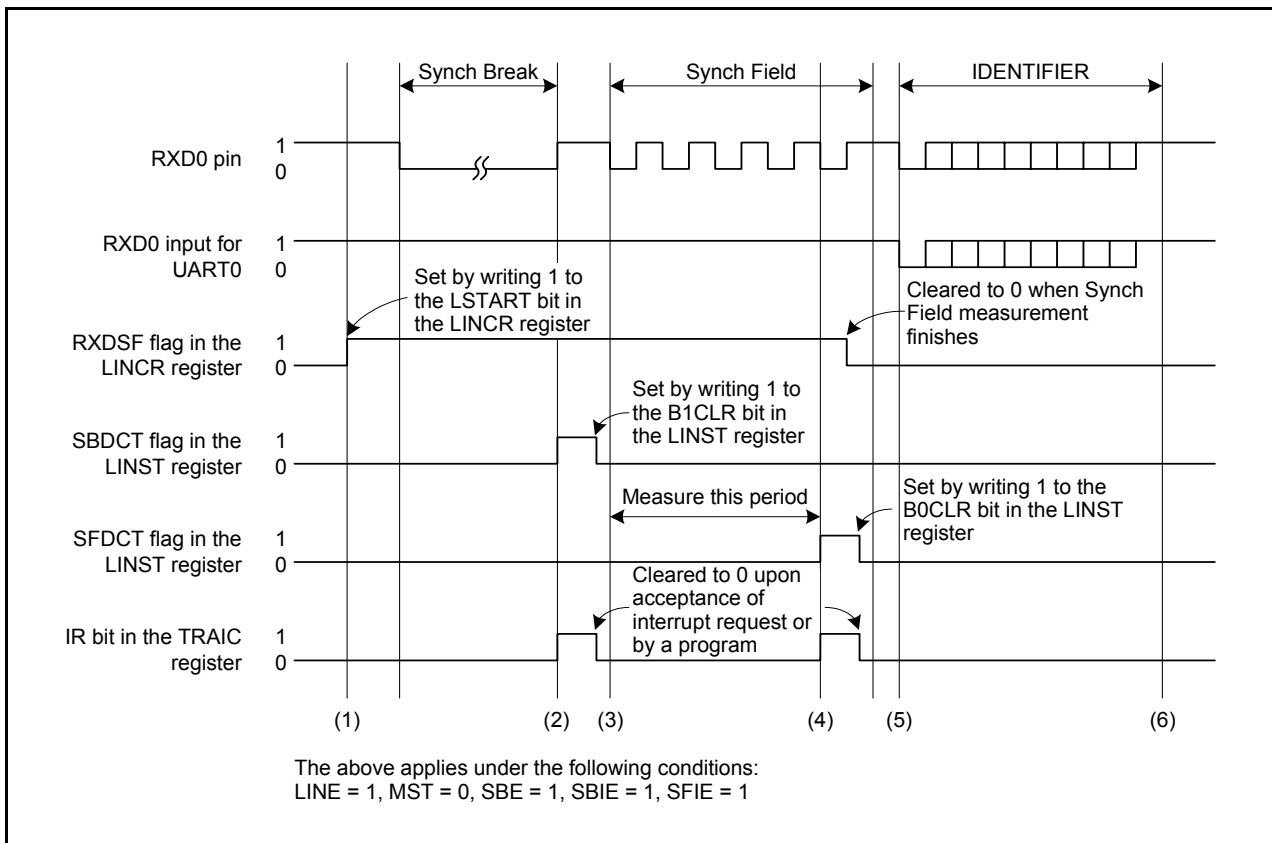 Synch Break
Synch Field
IDENTIFIER
RXD0 pin
1
0
RXD0 input for
UART0
1
0
Set by writing 1 to
the LSTART bit in
the LINCR register
Cleared to 0 when Synch
Field measurement
finishes
RXDSF flag in the
LINCR register
1
0
Set by writing 1 to
the B1CLR bit in
the LINST register
SBDCT flag in the
LINST register
1
0
Measure this period
Set by writing 1 to the
B0CLR bit in the LINST
register
SFDCT flag in the
LINST register
1
0
Cleared to 0 upon
acceptance of
interrupt request or
by a program
IR bit in the TRAIC
register
1
0
(1)
(2)
(3)
(4)
(5)
(6)
The above applies under the following conditions:
LINE = 1, MST = 0, SBE = 1, SBIE = 1, SFIE = 1